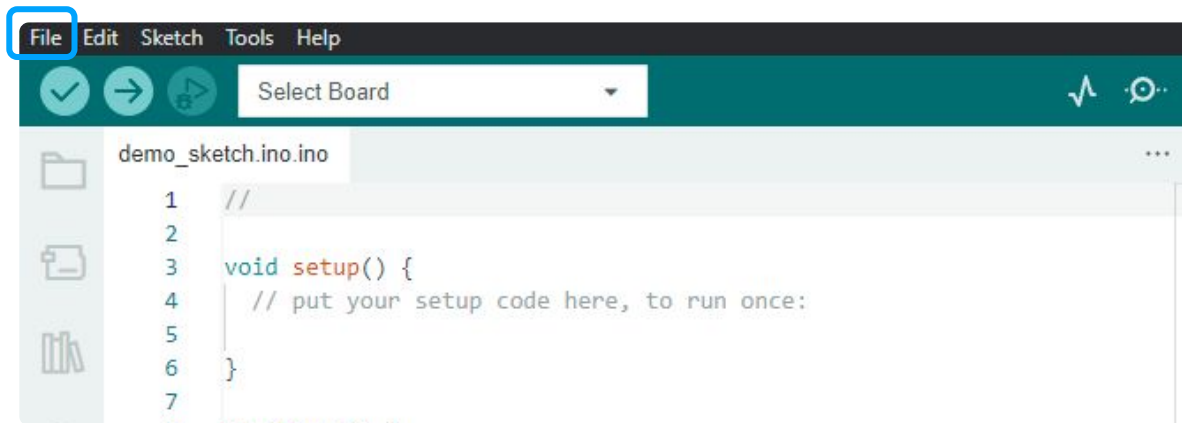 File Edit Sketch Tools Help
Select Board
demo_sketch.ino.ino
...
1 //
2
3 void setup() {
4 // put your setup code here, to run once:
5
6 }
7